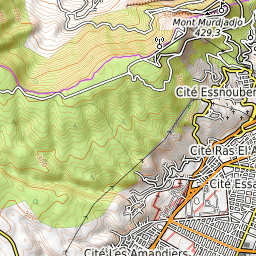 Mont Murdjadjo
429,3
Cité Essnouber
Cité Ras El A
Cité Essa
Cité Les Amandiers